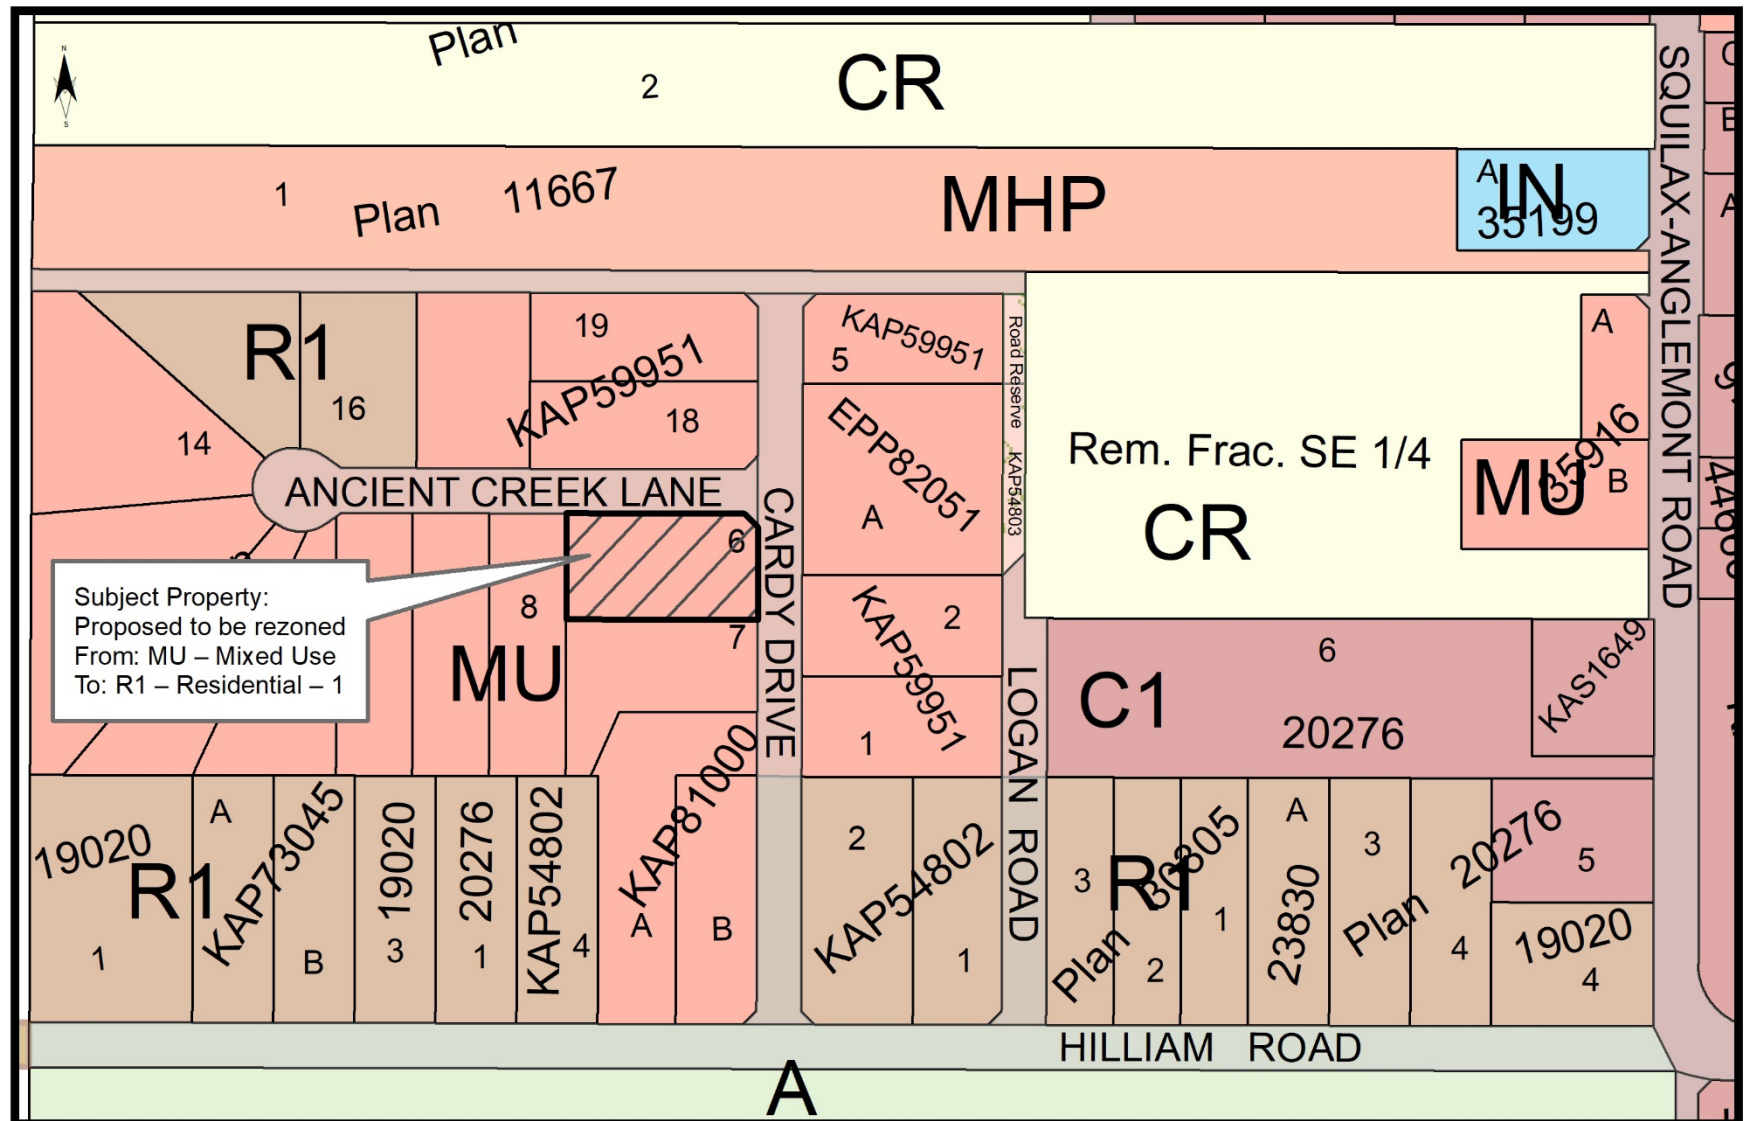 N
S
Plan
2
CR
1
Plan
11667
MHP
A
IN
35199
SQUILAX-ANGLEMONT ROAD
A
R1
16
14
19
KAP59951
18
KAP59951
5
Road Reserve
KAP54803
EPP82051
A
Rem. Frac. SE 1/4
CR
A
35916
MU
B
ANCIENT CREEK LANE
CARDY DRIVE
6
Subject Property:
Proposed to be rezoned
From: MU – Mixed Use
To: R1 – Residential – 1
8
7
MU
2
KAP59951
1
LOGAN ROAD
C1
6
20276
KAS1649
19020
R1
1
A
KAP73045
B
19020
3
20276
1
KAP54802
4
KAP81000
A
B
2
KAP54802
1
3
R1
30305
Plan
2
1
A
23830
3
Plan
4
20276
5
19020
4
HILLIAM ROAD
A